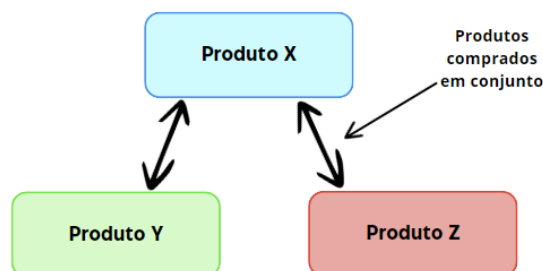 Produto X
Produtos
comprados
em conjunto
Produto Y
Produto Z